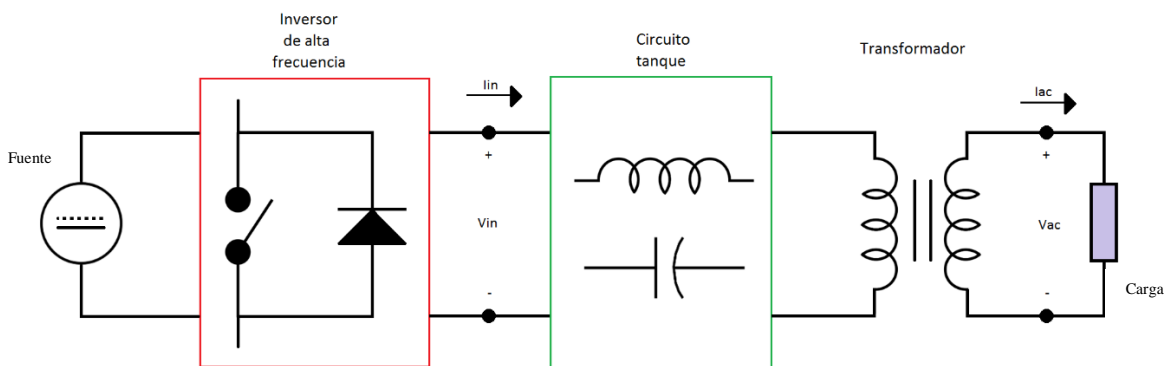 Inversor
de alta
frecuencia
Circuito
tanque
Transformador
Iin
Iac
Fuente
+
+
Vin
Vac
-
-
Carga